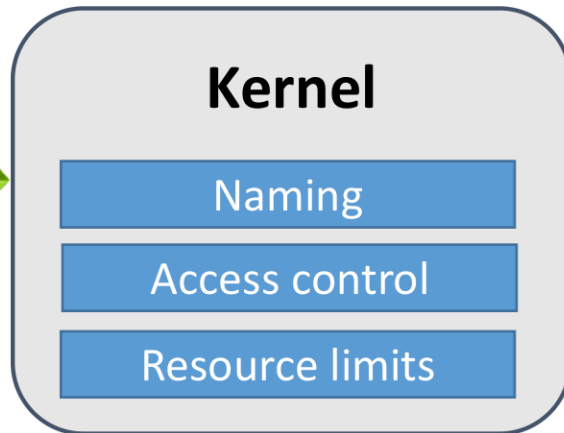 Kernel
Naming
Access control
Resource limits